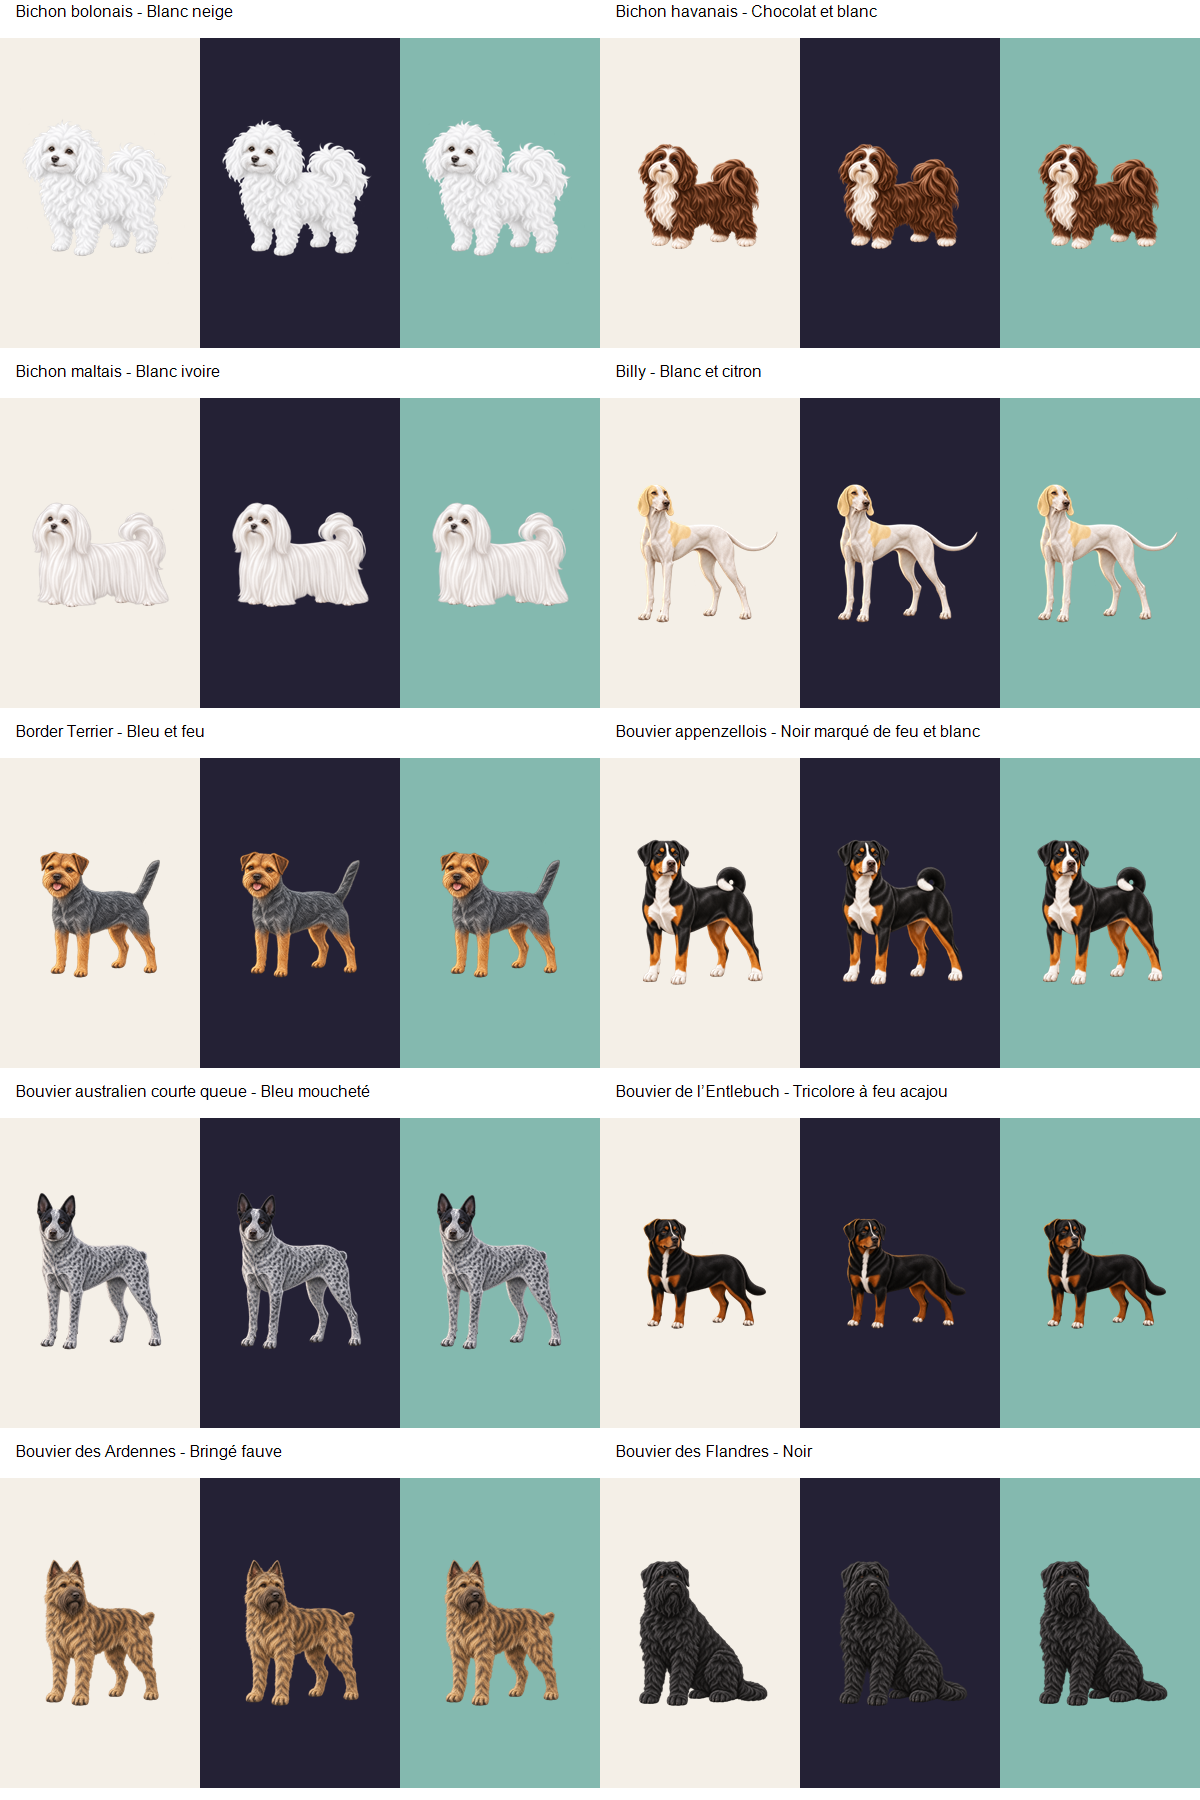 Bichon bolonais - Blanc neige
Bichon havanais - Chocolat et blanc
Bichon maltais - Blanc ivoire
Billy - Blanc et citron
Border Terrier - Bleu et feu
Bouvier appenzellois - Noir marqué de feu et blanc
Bouvier australien courte queue - Bleu moucheté
Bouvier de l’Entlebuch - Tricolore à feu acajou
Bouvier des Ardennes - Bringé fauve
Bouvier des Flandres - Noir